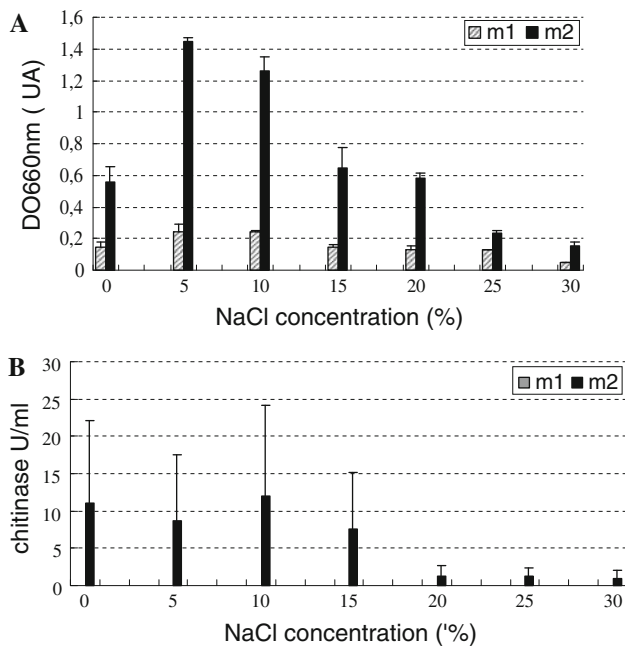 A
1,6
1,4
1,2
1
0,8
0,6
0,4
0,2
0
DO660nm ( UA)
m1 m2
0 5 10 15 20 25 30
NaCl concentration (%)
B
30
25
20
15
10
5
0
chitinase U/ml
m1 m2
0 5 10 15 20 25 30
NaCl concentration ('%)